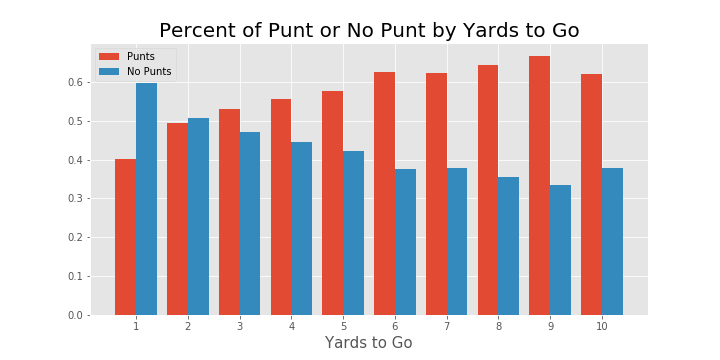 Percent of Punt or No Punt by Yards to Go
Punts
No Punts
0.6
0.5
0.4
0.3
0.2
0.1
0.0
1 2 3 4 5 6 7 8 9 10
Yards to Go